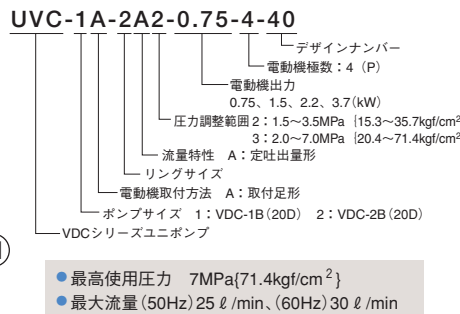 UVC-1A-2A2-0.75-4-40
デザインナンバー
電動機極数：4（P）
電動機出力
0.75、1.5、2.2、3.7(kW)
圧力調整範囲 2：1.5～3.5MPa {15.3～35.7kgf/cm²
3：2.0～7.0MPa {20.4～71.4kgf/cm²
流量特性 A：定吐出量形
リングサイズ
電動機取付方法 A：取付足形
ポンプサイズ 1：VDC-1B(20D) 2：VDC-2B(20D)
VDCシリーズユニポンプ
●最高使用圧力 7MPa{71.4kgf/cm²}
●最大流量(50Hz)25ℓ/min、(60Hz)30ℓ/min